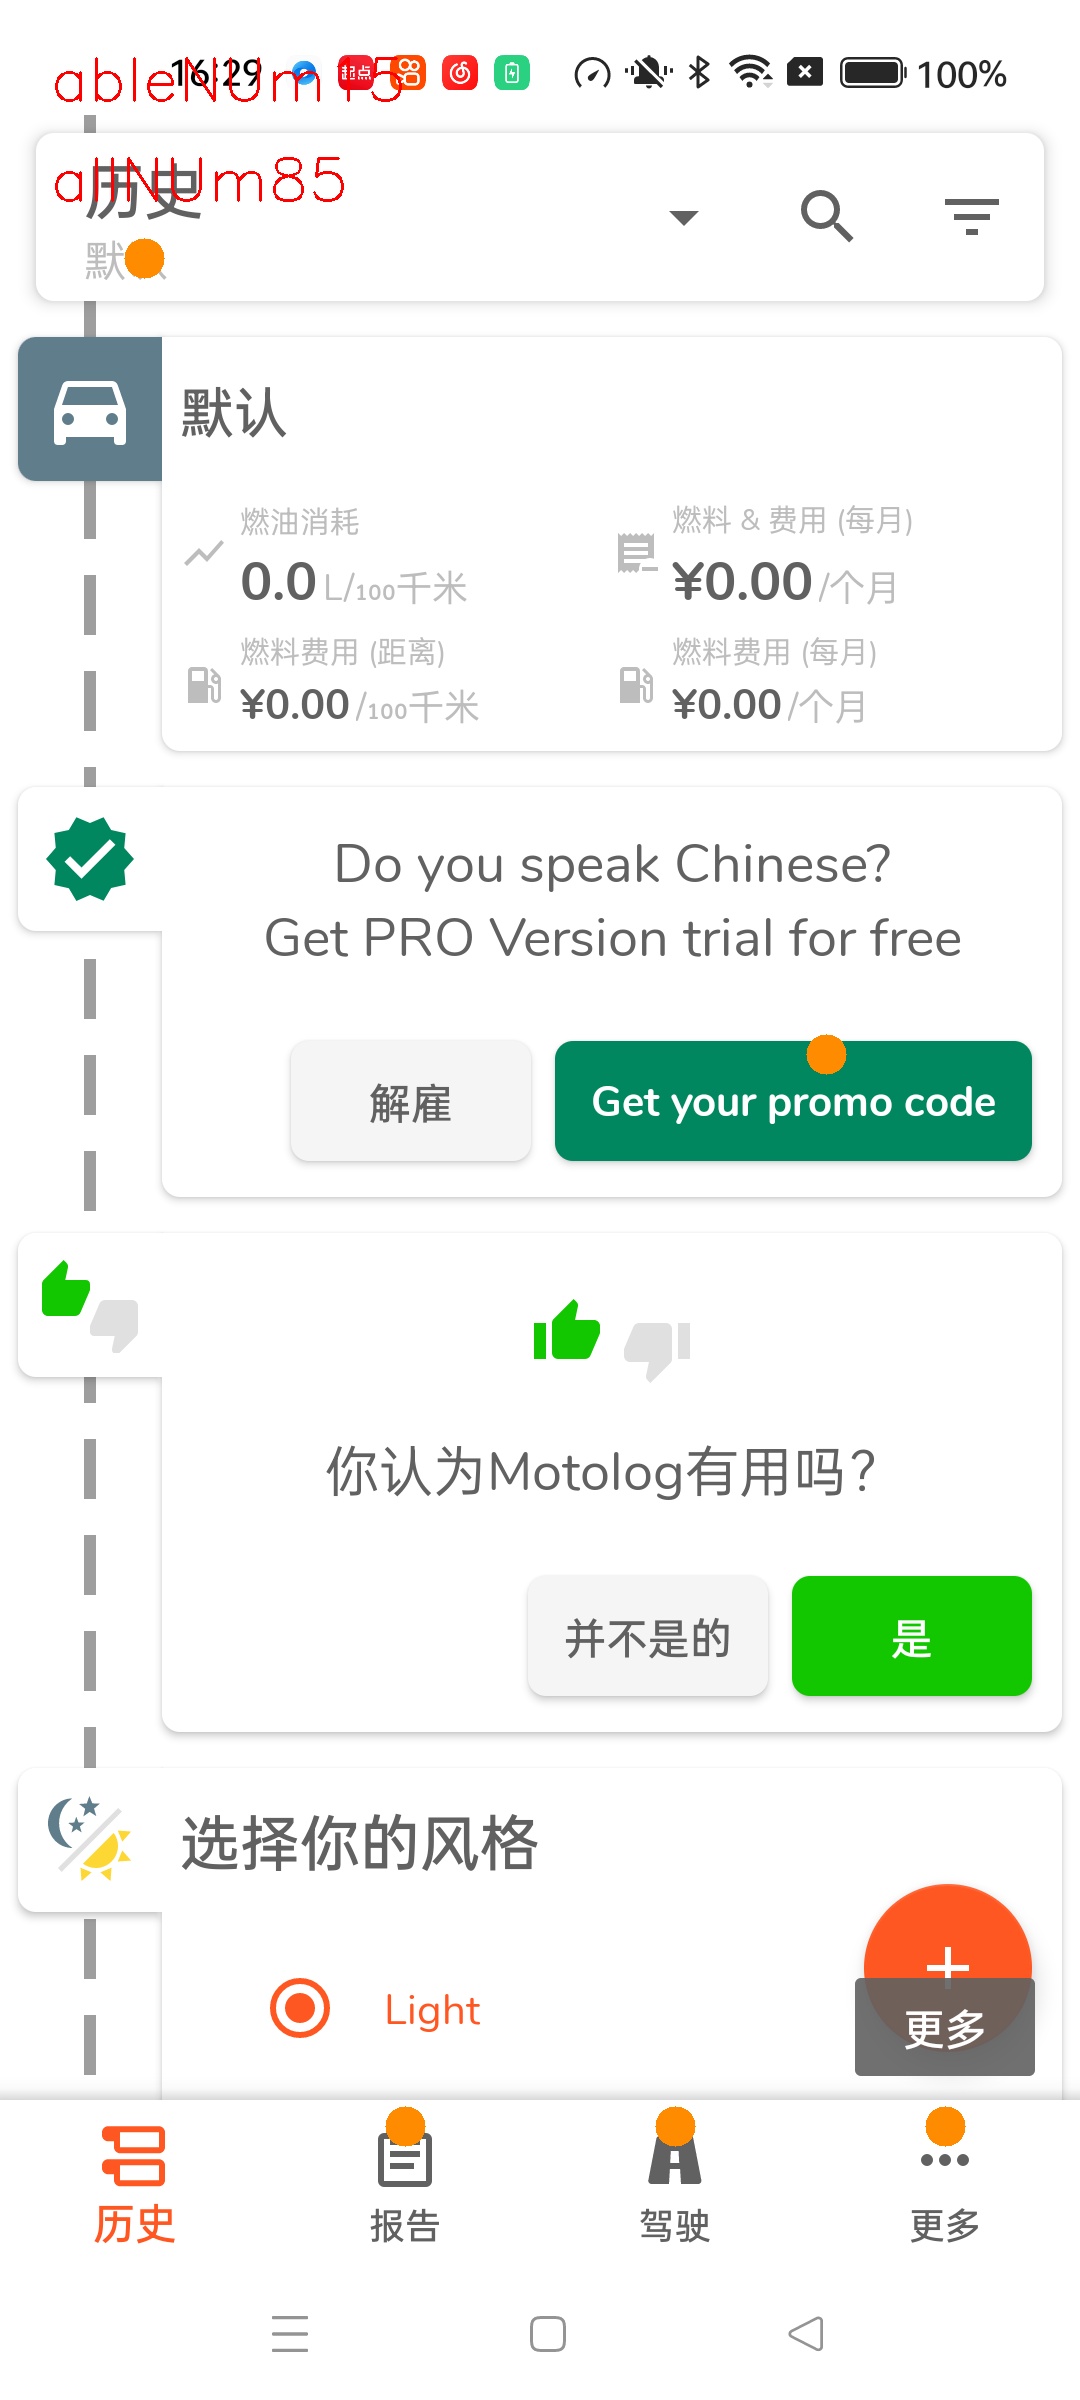 16:29
100%
ableNUm15
allNUm85
历史
默认
燃油消耗
0.0 L/100千米
燃料 & 费用 (每月)
¥0.00 /个月
燃料费用 (距离)
¥0.00 /100千米
燃料费用 (每月)
¥0.00 /个月
Do you speak Chinese?
Get PRO Version trial for free
解雇
Get your promo code
你认为Motolog有用吗?
并不是的
是
选择你的风格
Light
更多
历史
报告
驾驶
更多